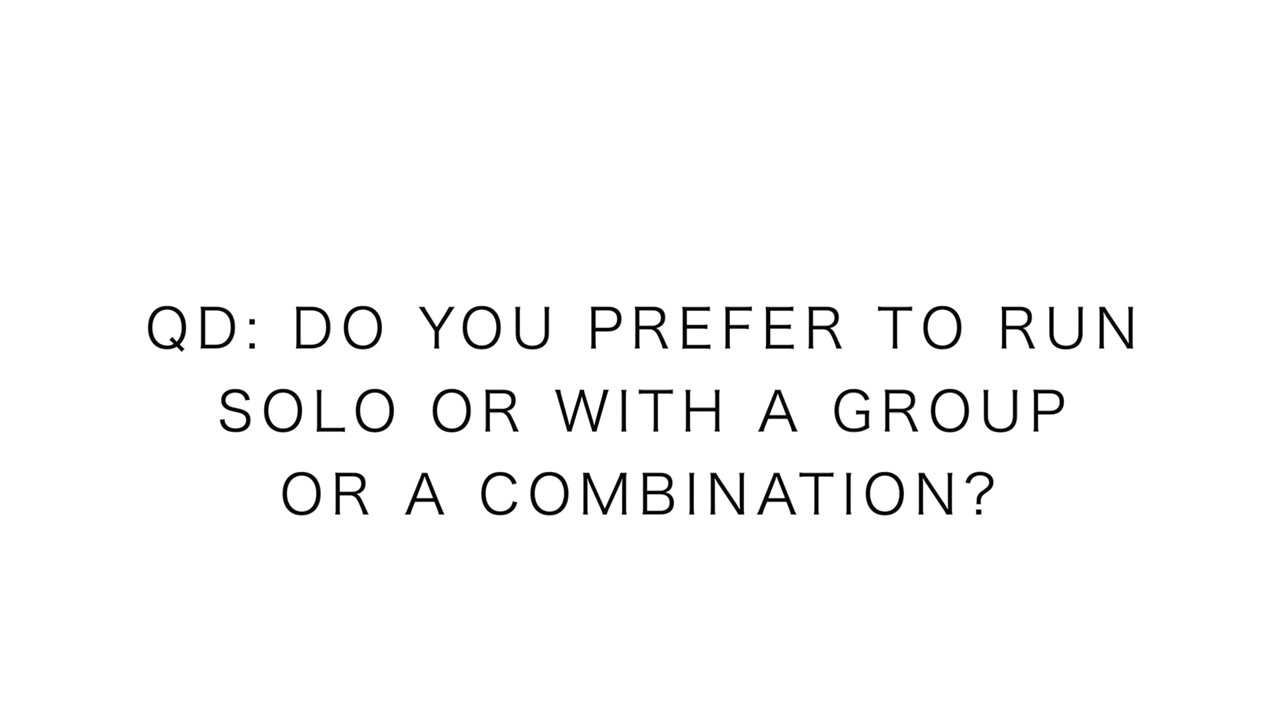 QD: DO YOU PREFER TO RUN
SOLO OR WITH A GROUP
OR A COMBINATION?